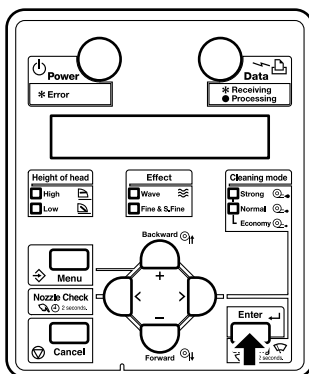 Power
Data
* Error
* Receiving
● Processing
Height of head
Effect
Cleaning mode
High
Wave
Strong
Low
Fine & S.Fine
Normal
Economy
Backward
Menu
+
< >
−
Nozzle Check
2 seconds.
Enter
Cancel
Forward
2 seconds.